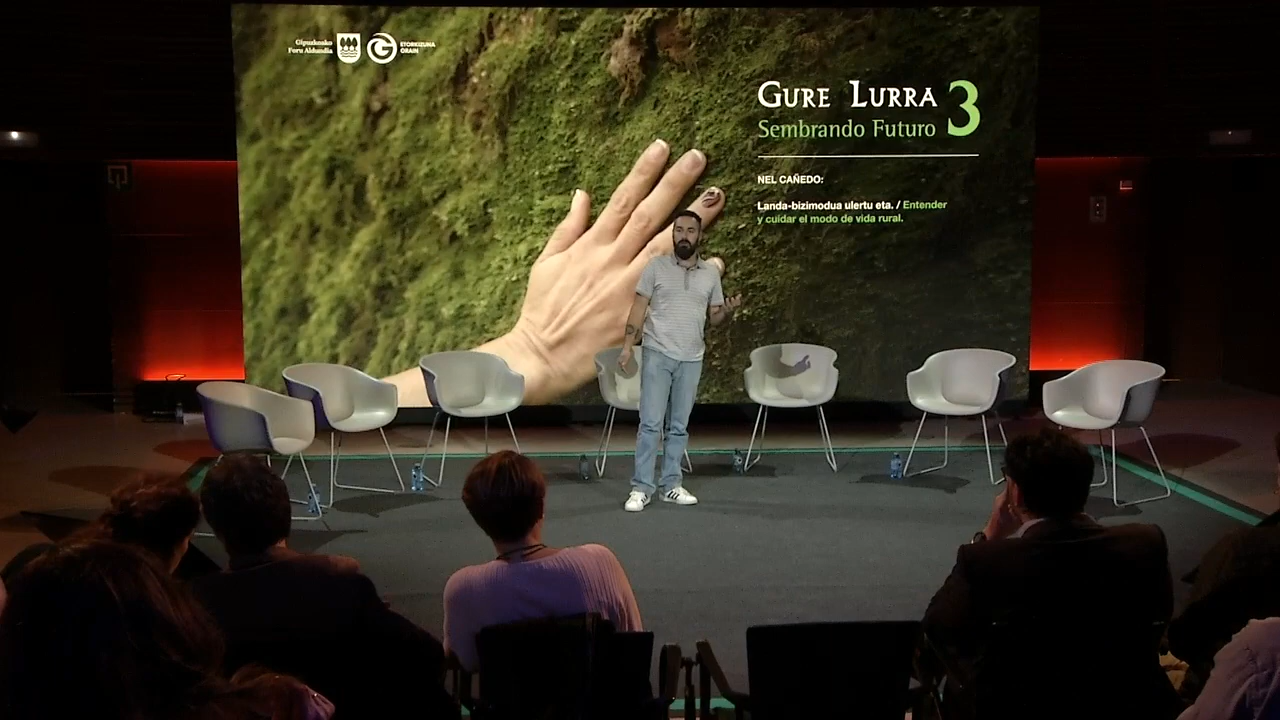 Gipuzkoako
Foru Aldundia
ETORKIZUNA
ORAIN
GURE LURRA 3
Sembrando Futuro
NEL CAÑEDO:
Landa-bizimodua ulertu eta. / Entender
y cuidar el modo de vida rural.